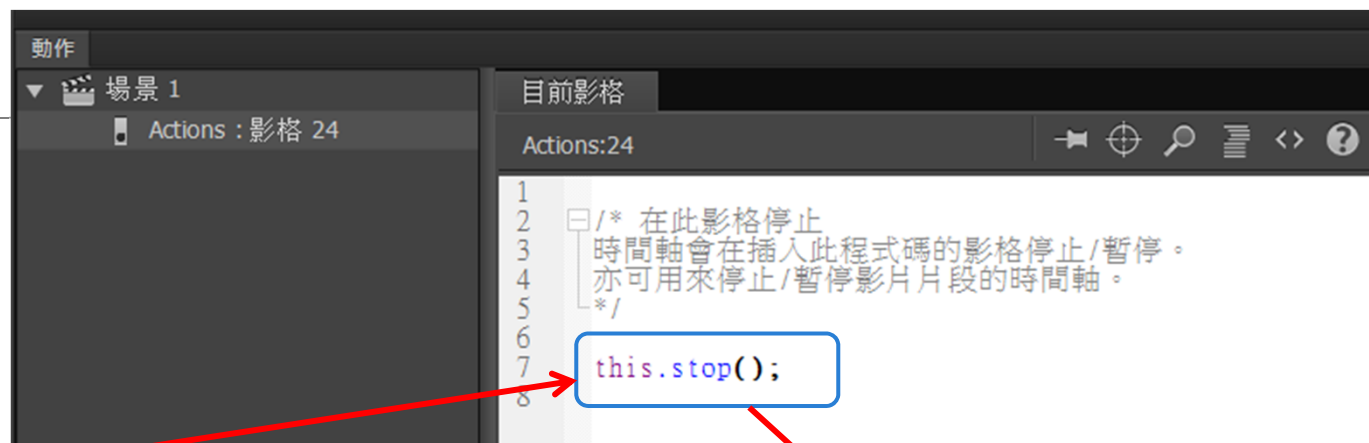 動作
場景 1
Actions : 影格 24
目前影格
Actions:24
1
2 /* 在此影格停止
3 時間軸會在插入此程式碼的影格停止/暫停。
4 亦可用來停止/暫停影片片段的時間軸。
5 */
6
7 this.stop();
8